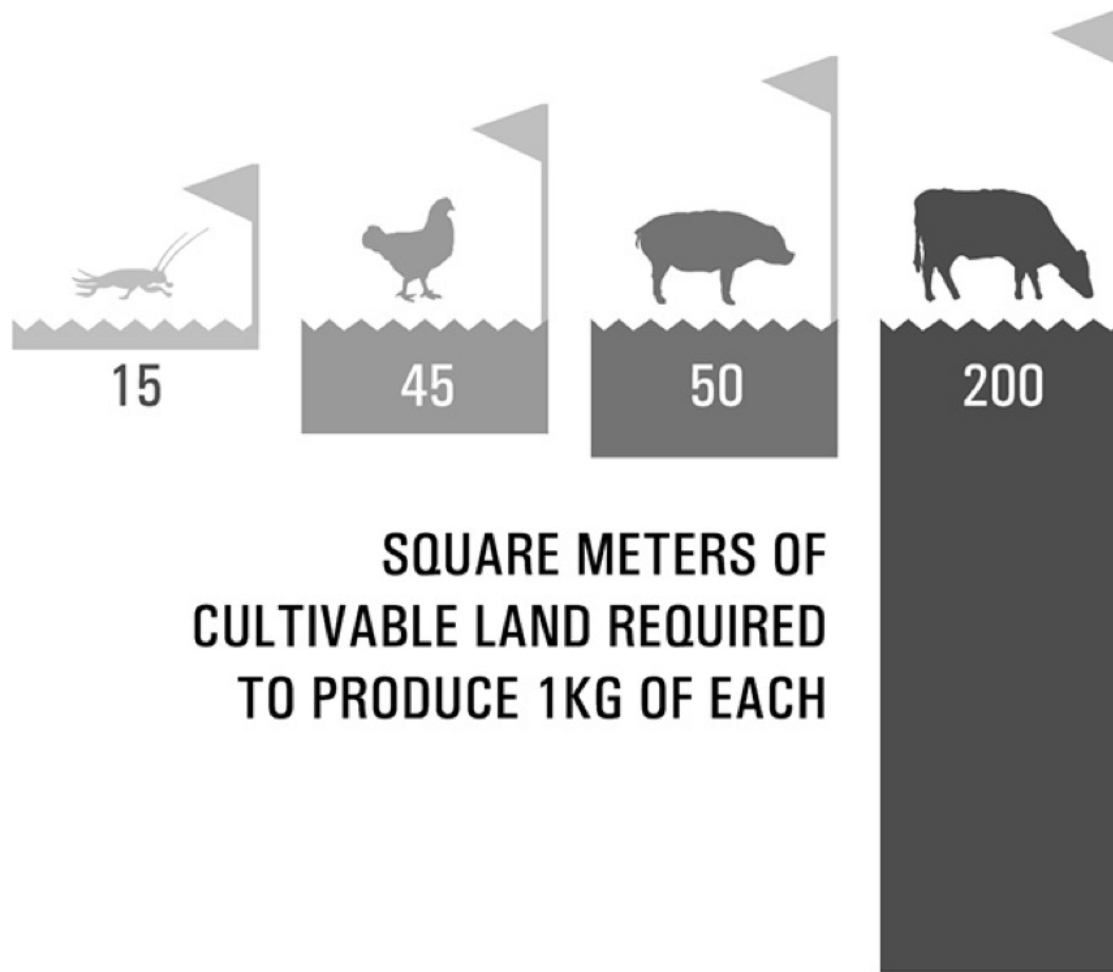 15
45
50
200
SQUARE METERS OF
CULTIVABLE LAND REQUIRED
TO PRODUCE 1KG OF EACH